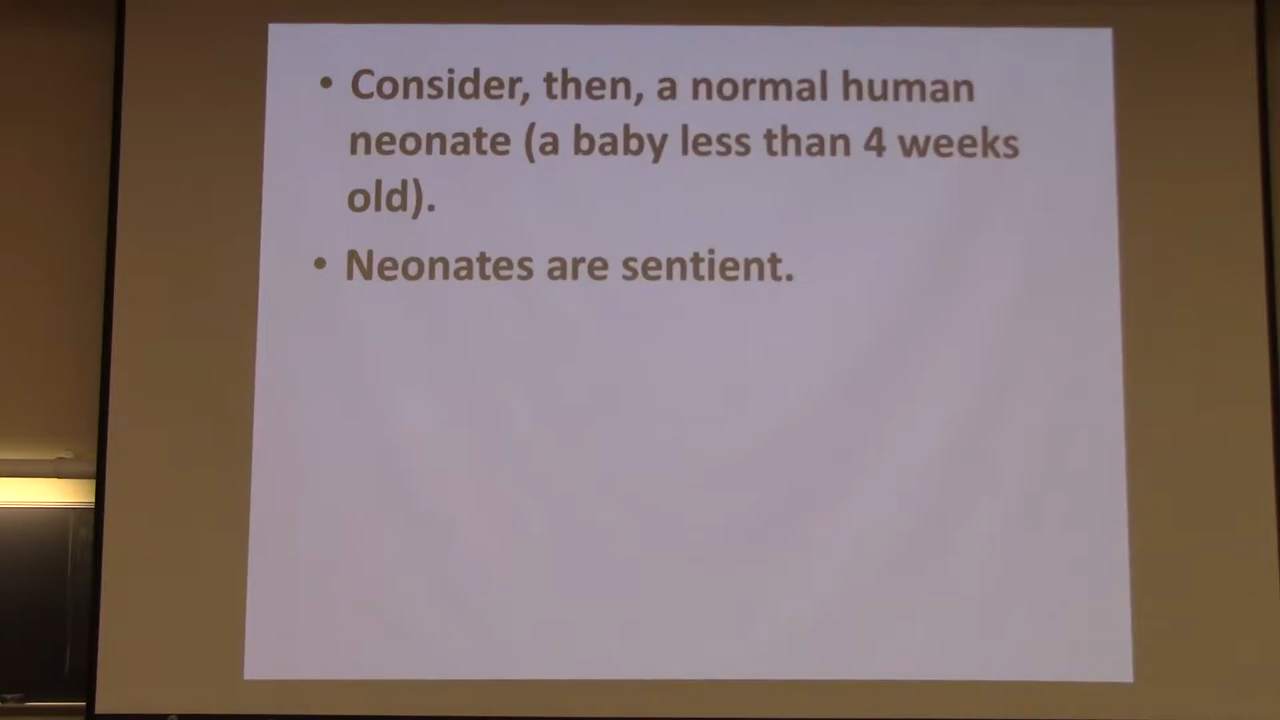 • Consider, then, a normal human
neonate (a baby less than 4 weeks
old).
• Neonates are sentient.